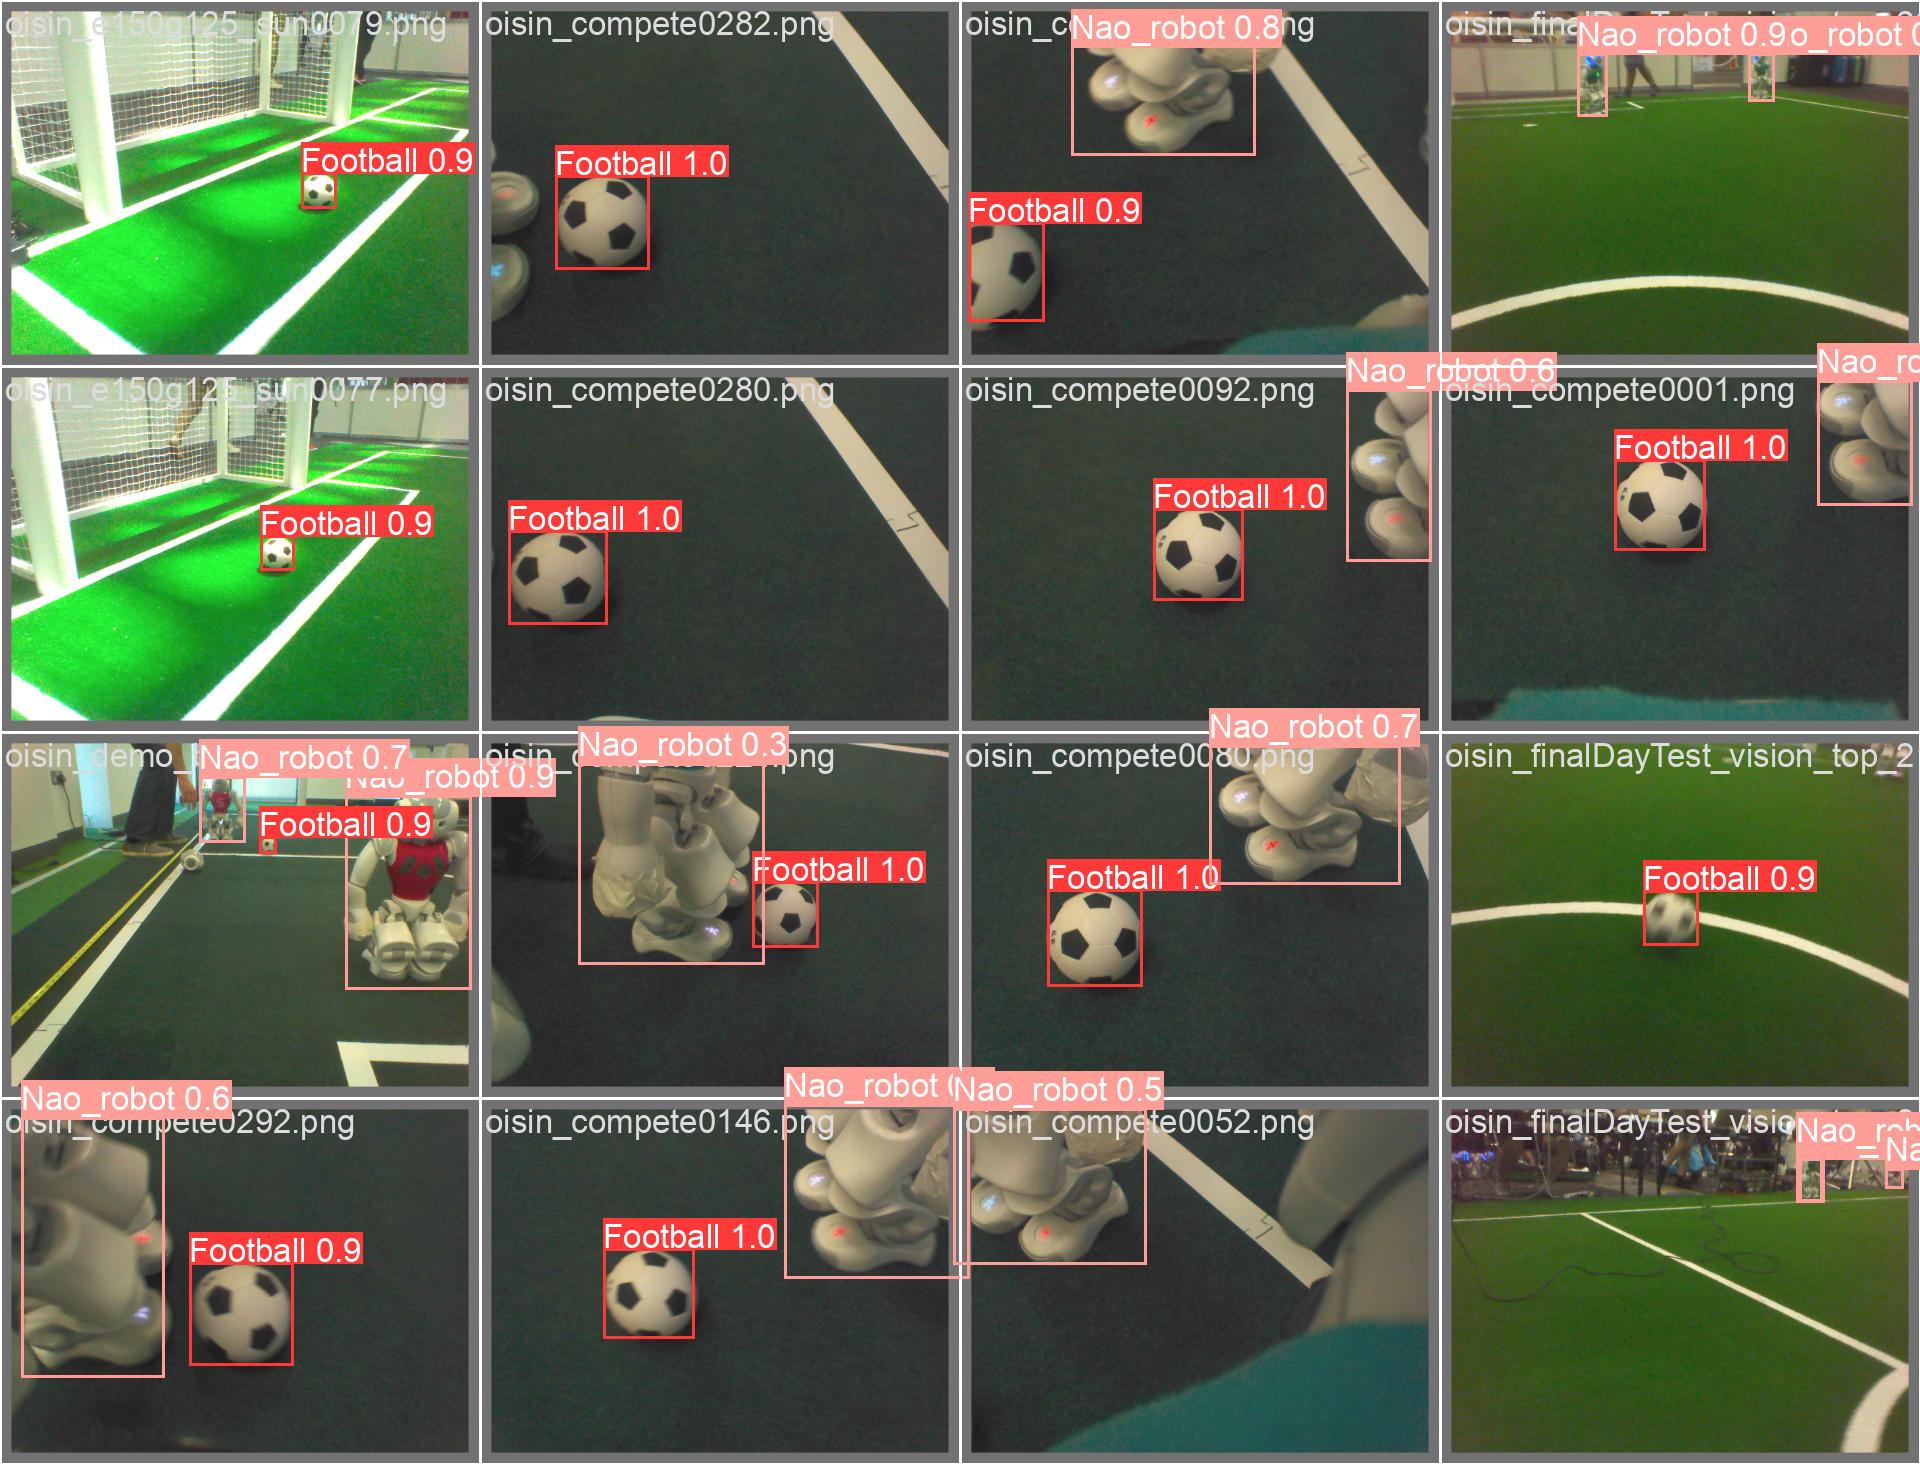 oisin_e150g125_sun0079.png
Football 0.9
oisin_compete0282.png
Football 1.0
Nao_robot 0.8
Football 0.9
Nao_robot 0.9
oisin_e150g125_sun0077.png
Football 0.9
oisin_compete0280.png
Football 1.0
oisin_compete0092.png
Nao_robot 0.6
Football 1.0
oisin_compete0001.png
Football 1.0
Nao_robot 0.7
Nao_robot 0.9
Football 0.9
Nao_robot 0.3
Football 1.0
Nao_robot 0.7
Football 1.0
oisin_finalDayTest_vision_top_2
Football 0.9
Nao_robot 0.6
oisin_compete0292.png
Football 0.9
oisin_compete0146.png
Nao_robot
Football 1.0
Nao_robot 0.5
oisin_compete0052.png